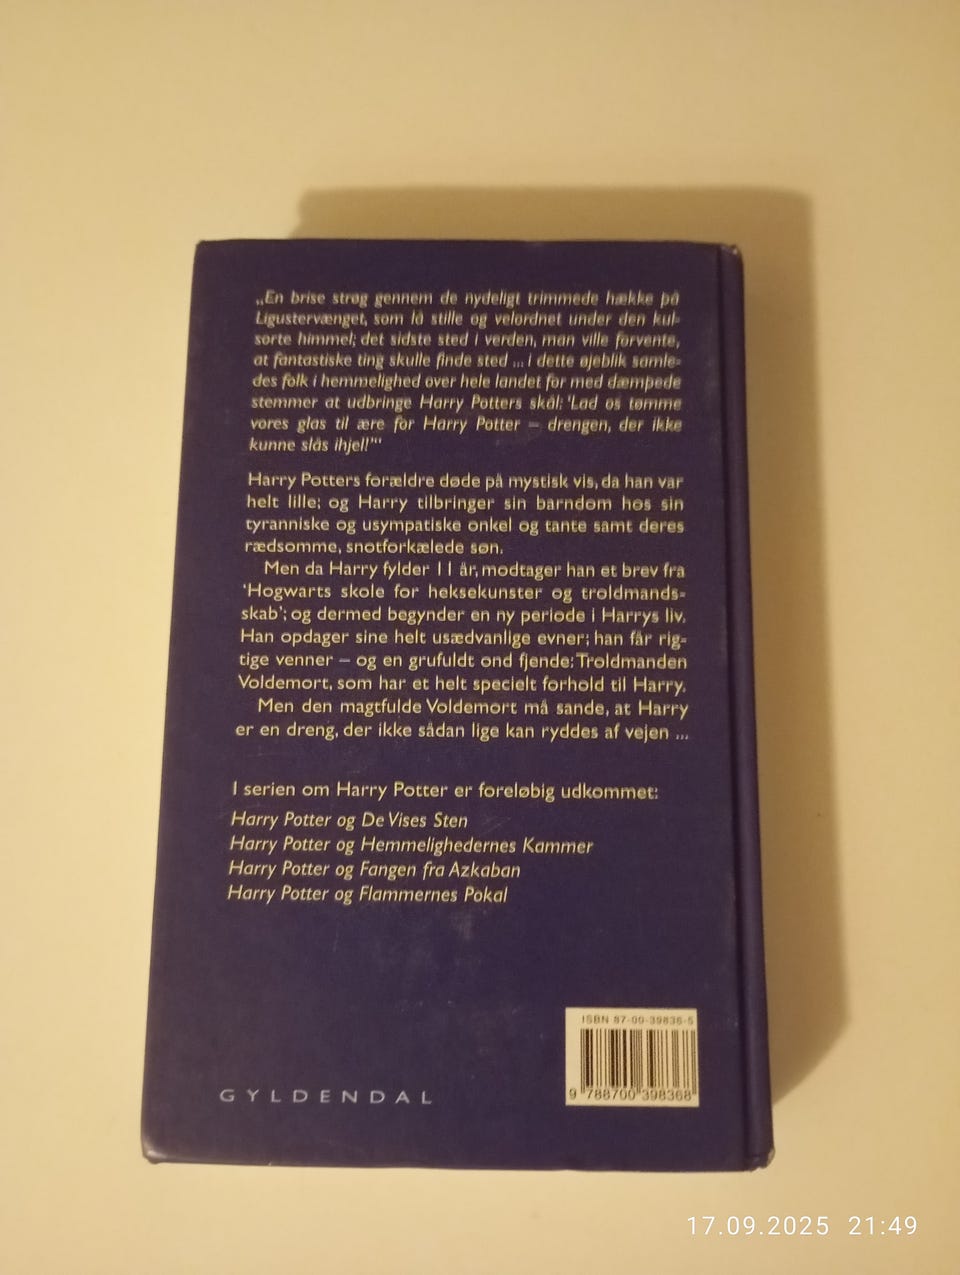 „En brise strøg gennem de nydeligt trimmede hække på
Ligustervænget, som lå stille og velordnet under den kul-
sorte himmel; det sidste sted i verden, man ville forvente,
at fantastiske ting skulle finde sted ... i dette øjeblik samle-
des folk i hemmelighed over hele landet for med dæmpede
stemmer at udbringe Harry Potters skål: 'Lad os tømme
vores glas til ære for Harry Potter – drengen, der ikke
kunne slås ihjel!'"
Harry Potters forældre døde på mystisk vis, da han var
helt lille; og Harry tilbringer sin barndom hos sin
tyranniske og usympatiske onkel og tante samt deres
rædsomme, snotforkælede søn.
Men da Harry fylder 11 år, modtager han et brev fra
'Hogwarts skole for heksekunster og troldmands-
skab'; og dermed begynder en ny periode i Harrys liv.
Han opdager sine helt usædvanlige evner; han får rig-
tige venner – og en grufuldt ond fjende: Troldmanden
Voldemort, som har et helt specielt forhold til Harry.
Men den magtfulde Voldemort må sande, at Harry
er en dreng, der ikke sådan lige kan ryddes af vejen ...
I serien om Harry Potter er foreløbig udkommet:
Harry Potter og De Vises Sten
Harry Potter og Hemmelighedernes Kammer
Harry Potter og Fangen fra Azkaban
Harry Potter og Flammernes Pokal
ISBN 87-00-39836-5
9 788700 398368
GYLDENDAL
17.09.2025 21:49